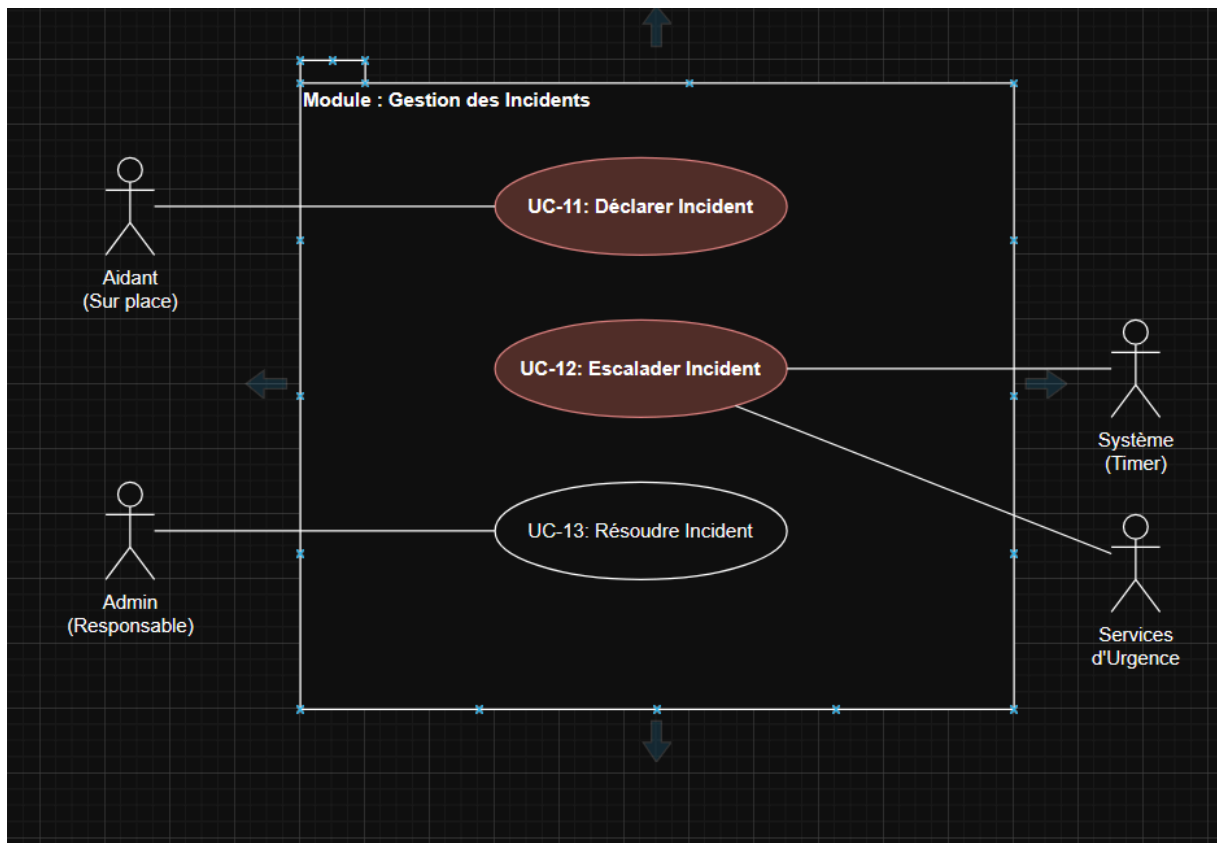 Module : Gestion des Incidents
UC-11: Déclarer Incident
Aidant
(Sur place)
UC-12: Escalader Incident
Système
(Timer)
UC-13: Résoudre Incident
Admin
(Responsable)
Services
d'Urgence